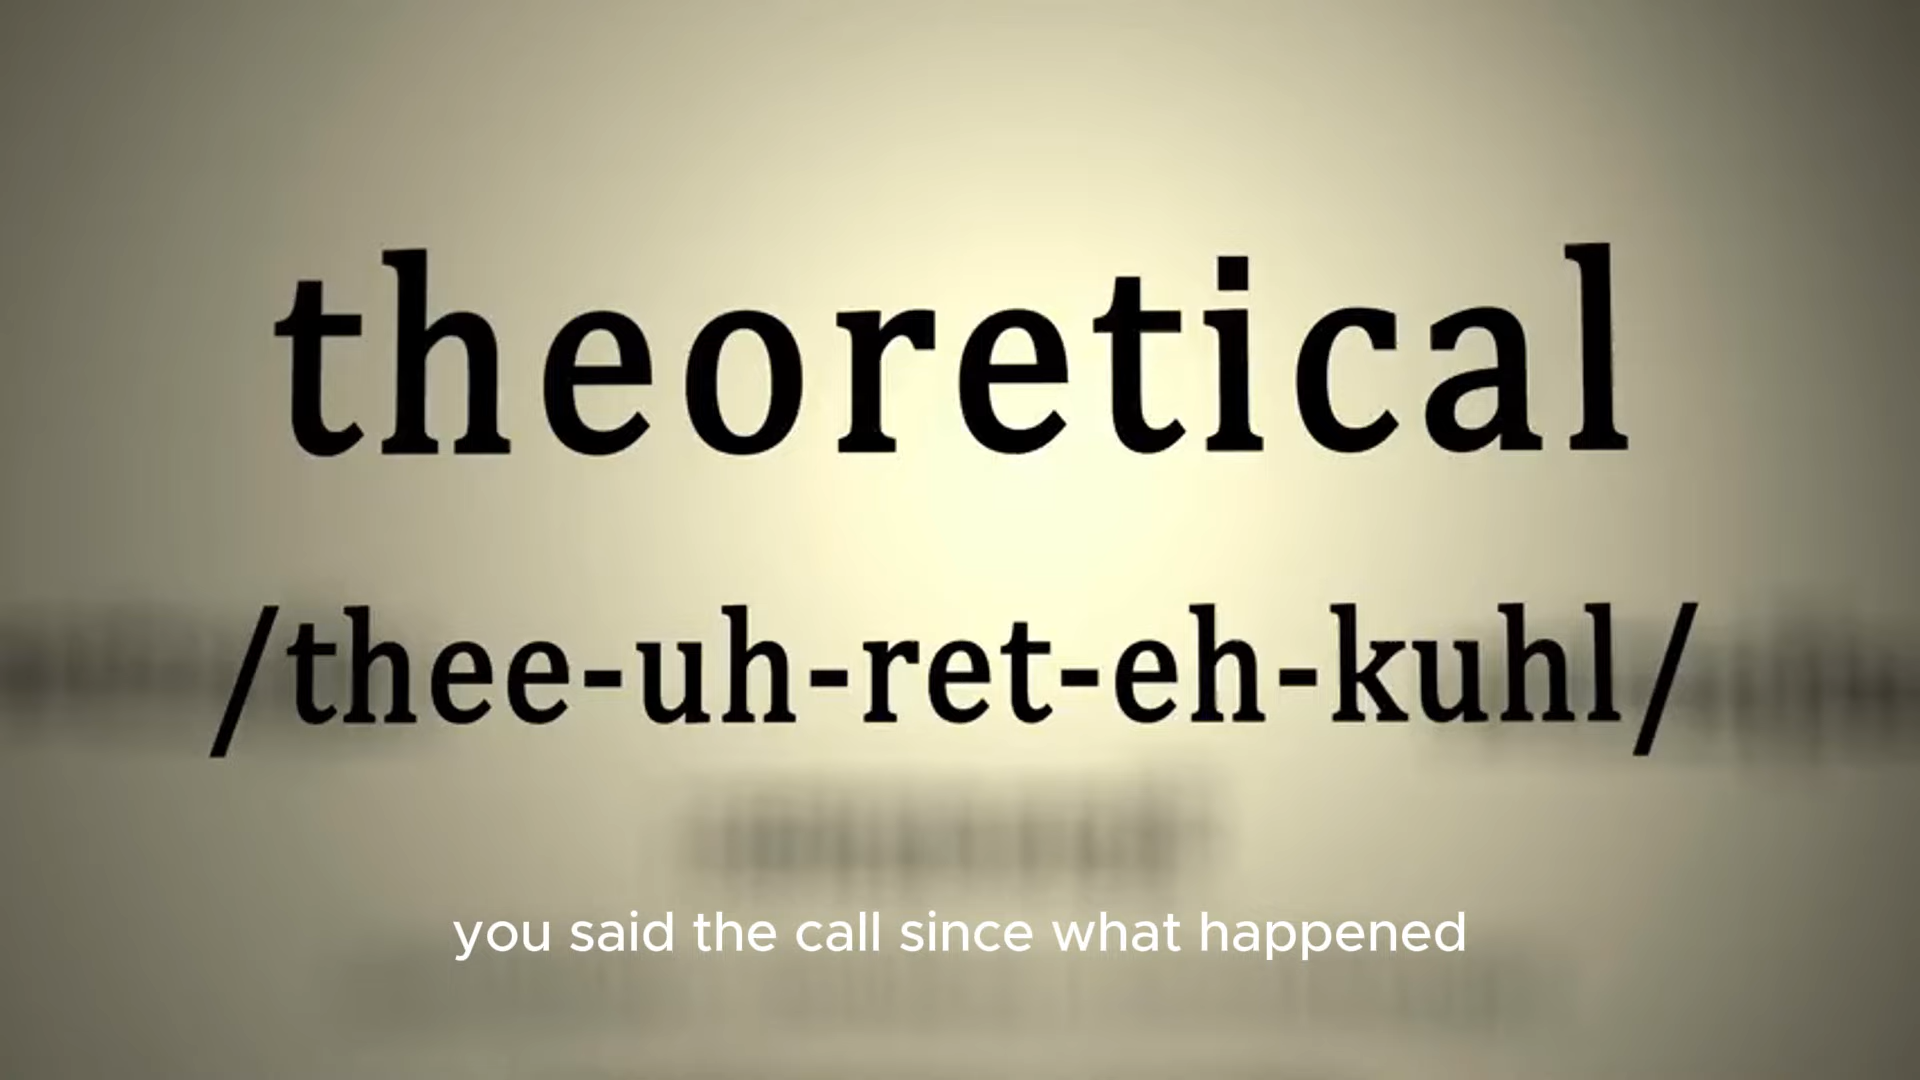 theoretical
/thee-uh-ret-eh-kuhl/
you said the call since what happened